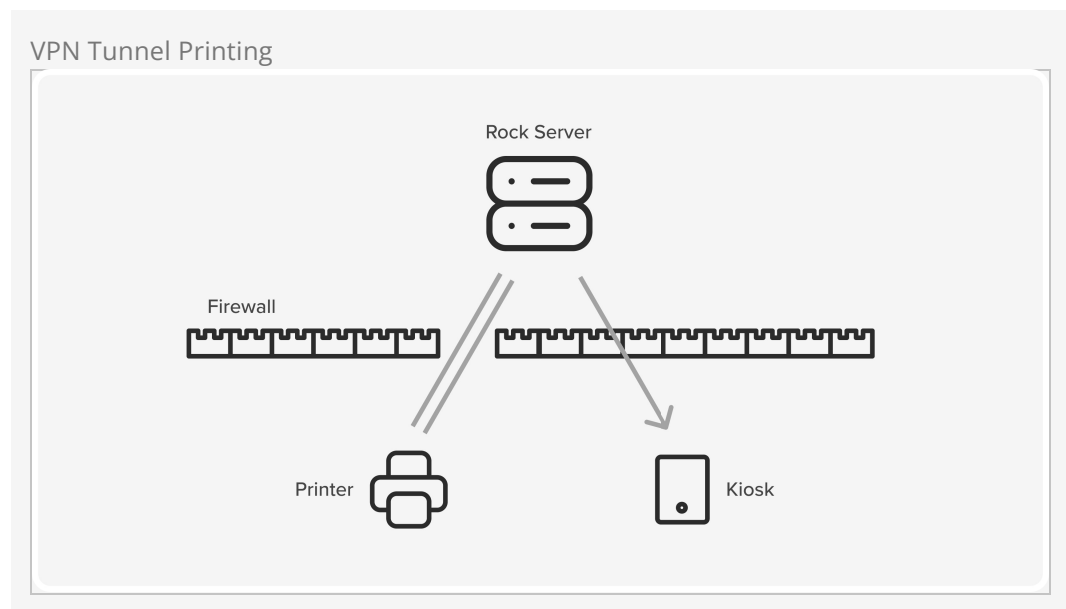 VPN Tunnel Printing
Rock Server
Firewall
Printer
Kiosk